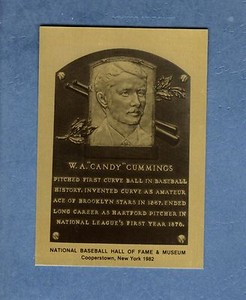 W.A. "CANDY" CUMMINGS
PITCHED FIRST CURVE BALL IN BASEBALL
HISTORY. INVENTED CURVE AS AMATEUR
ACE OF BROOKLYN STARS IN 1867. ENDED
LONG CAREER AS HARTFORD PITCHER IN
NATIONAL LEAGUE'S FIRST YEAR 1876.
NATIONAL BASEBALL HALL OF FAME & MUSEUM
Cooperstown, New York 1982